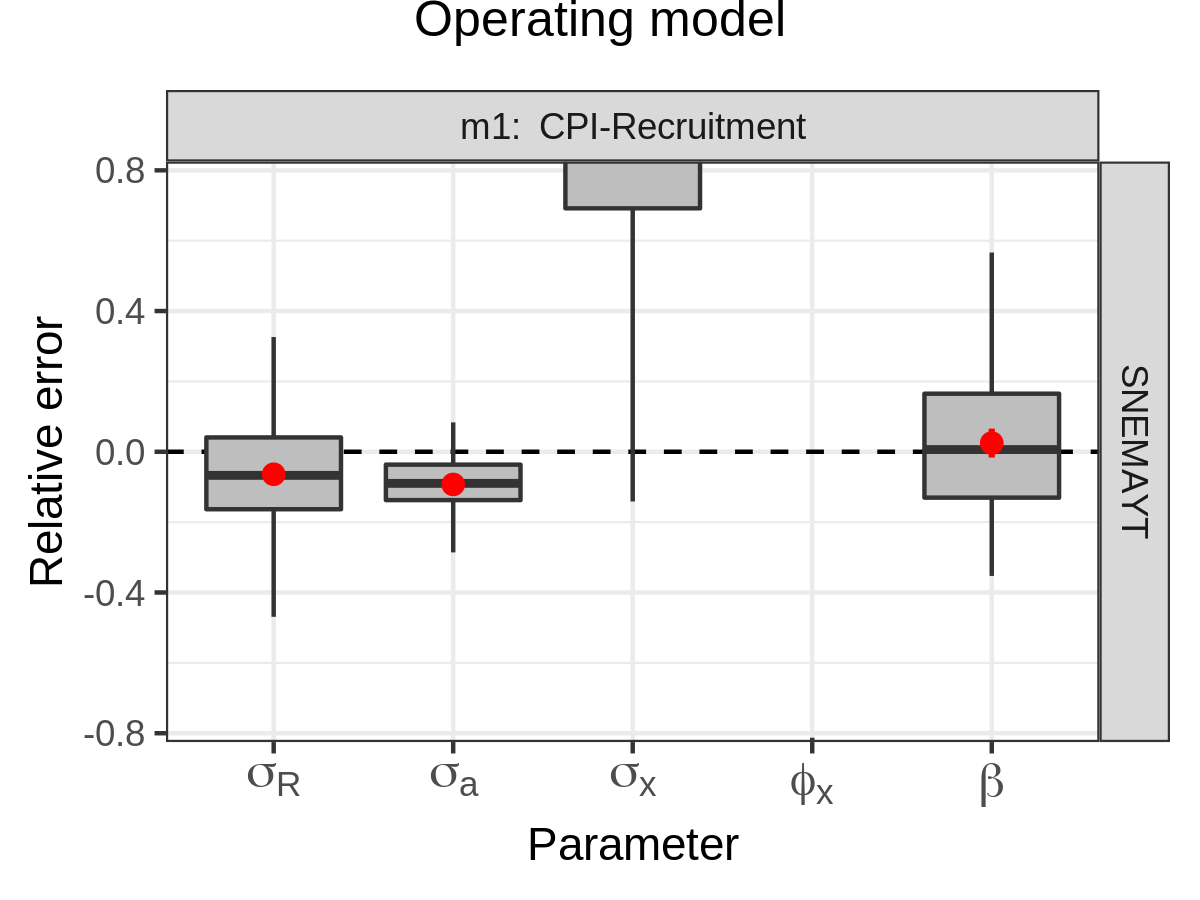 Operating model
m1:  CPI-Recruitment
0.8
0.4
0.0
-0.4
-0.8
Relative error
SNEMAYT
σR σa σx ϕx β
Parameter